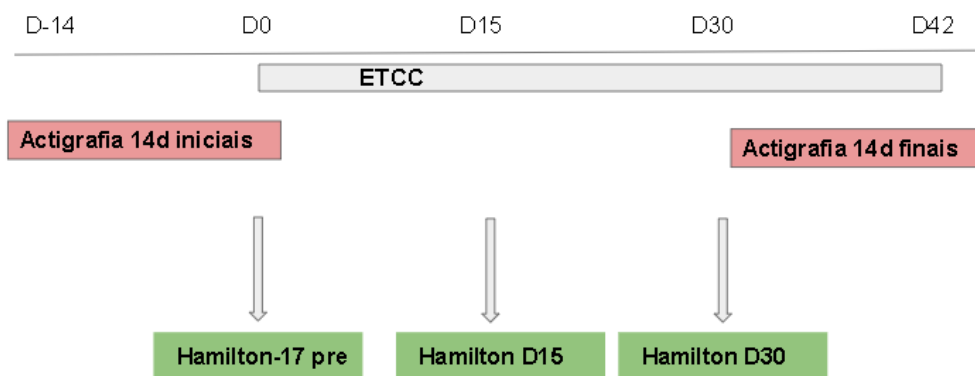 D-14 D0 D15 D30 D42
ETCC
Actigrafia 14d iniciais
Actigrafia 14d finais
Hamilton-17 pre Hamilton D15 Hamilton D30